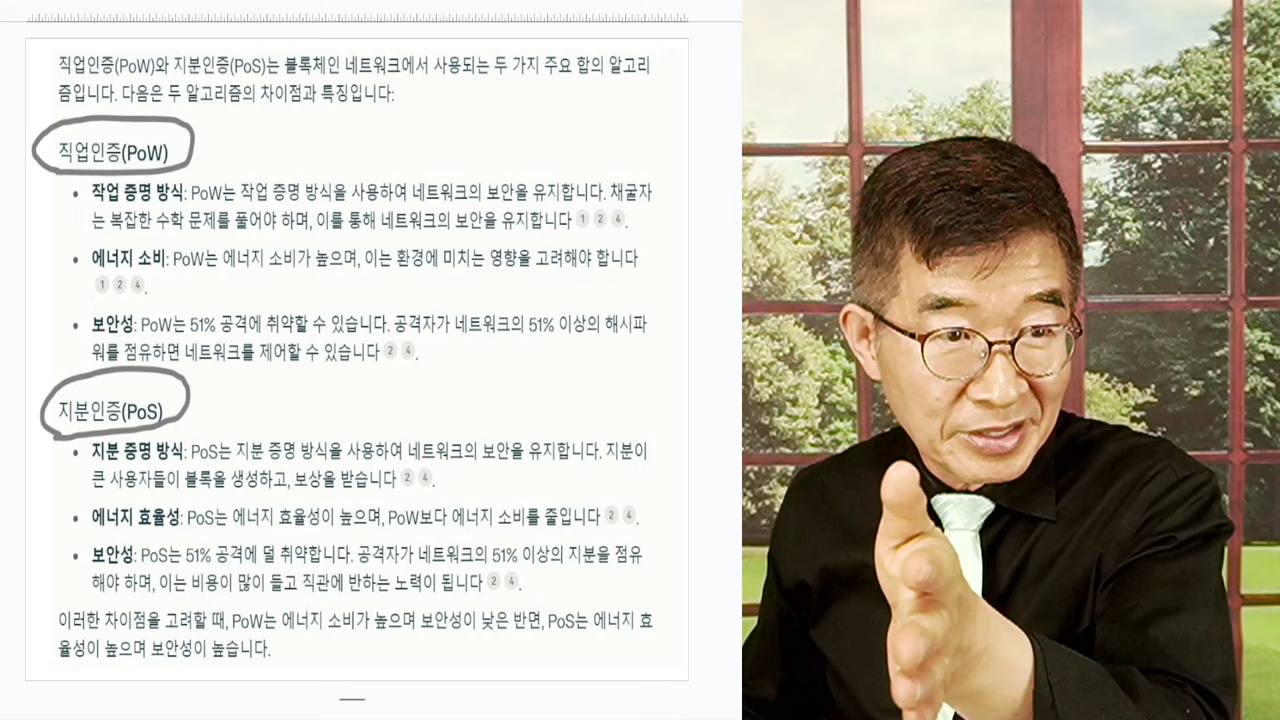 직업인증(PoW)와 지분인증(PoS)는 블록체인 네트워크에서 사용되는 두 가지 주요 합의 알고리
즘입니다. 다음은 두 알고리즘의 차이점과 특징입니다:
직업인증(PoW)
• 작업 증명 방식: PoW는 작업 증명 방식을 사용하여 네트워크의 보안을 유지합니다. 채굴자
는 복잡한 수학 문제를 풀어야 하며, 이를 통해 네트워크의 보안을 유지합니다 1 2 4.
• 에너지 소비: PoW는 에너지 소비가 높으며, 이는 환경에 미치는 영향을 고려해야 합니다
1 2 4.
• 보안성: PoW는 51% 공격에 취약할 수 있습니다. 공격자가 네트워크의 51% 이상의 해시파
워를 점유하면 네트워크를 제어할 수 있습니다 2 4.
지분인증(PoS)
• 지분 증명 방식: PoS는 지분 증명 방식을 사용하여 네트워크의 보안을 유지합니다. 지분이
큰 사용자들이 블록을 생성하고, 보상을 받습니다 2 4.
• 에너지 효율성: PoS는 에너지 효율성이 높으며, PoW보다 에너지 소비를 줄입니다 2 4.
• 보안성: PoS는 51% 공격에 덜 취약합니다. 공격자가 네트워크의 51% 이상의 지분을 점유
해야 하며, 이는 비용이 많이 들고 직관에 반하는 노력이 됩니다 2 4.
이러한 차이점을 고려할 때, PoW는 에너지 소비가 높으며 보안성이 낮은 반면, PoS는 에너지 효
율성이 높으며 보안성이 높습니다.